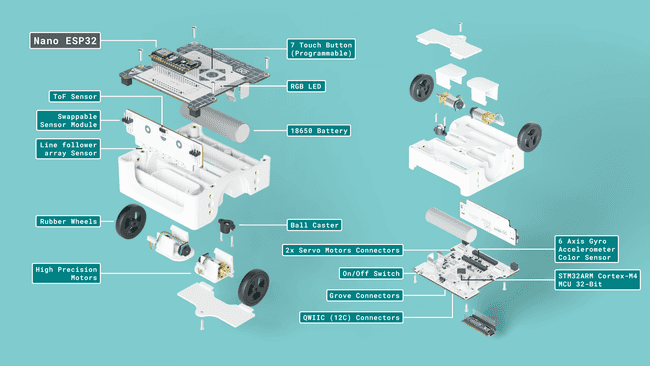 Nano ESP32
7 Touch Button
(Programmable)
RGB LED
ToF Sensor
Swappable
Sensor Module
18650 Battery
Line follower
array Sensor
Rubber Wheels
Ball Caster
High Precision
Motors
2x Servo Motors Connectors
6 Axis Gyro
Accelerometer
Color Sensor
On/Off Switch
STM32ARM Cortex-M4
MCU 32-Bit
Grove Connectors
QWIIC (12C) Connectors